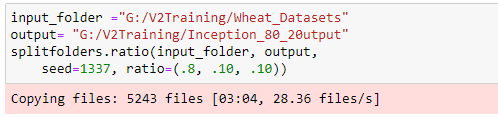 input_folder ="G:/V2Training/Wheat_Datasets"
output= "G:/V2Training/Inception_80_20utput"
splitfolders.ratio(input_folder, output,
    seed=1337, ratio=(.8, .10, .10))
Copying files: 5243 files [03:04, 28.36 files/s]